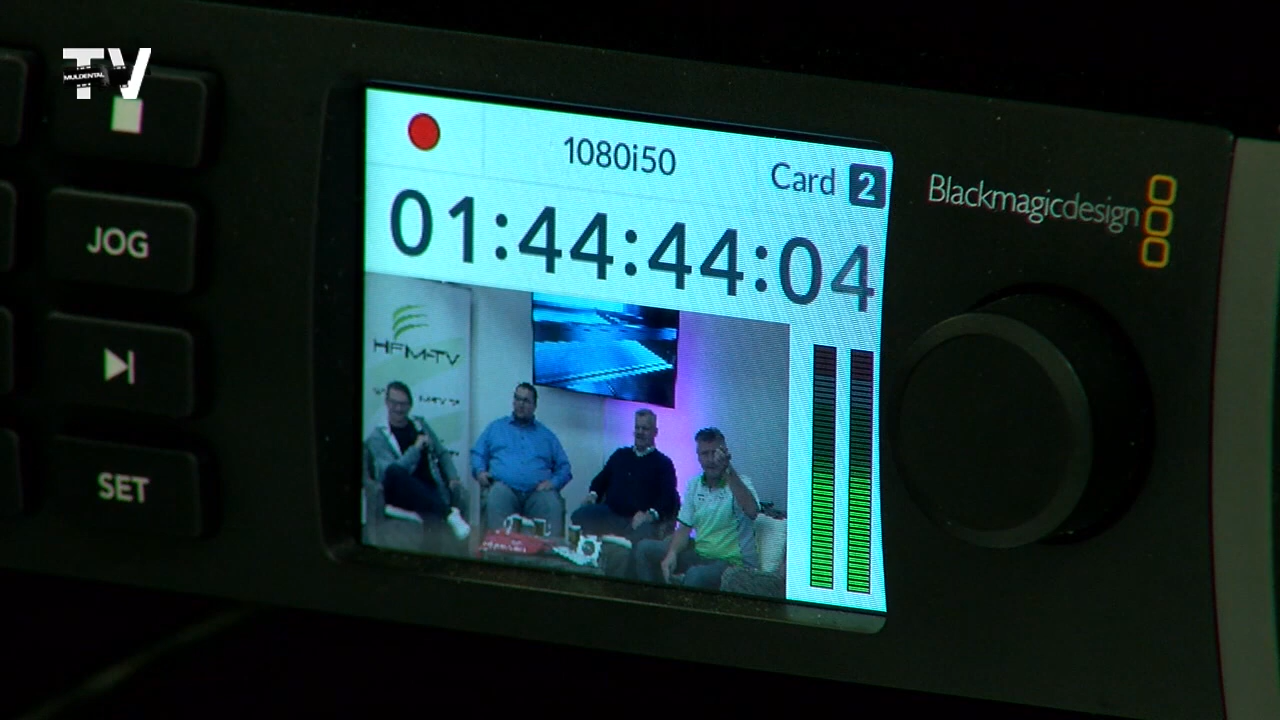 TV
MULDENTAL
1080i50
Card 2
01:44:44:04
Blackmagicdesign
JOG
SET
HFM-TV